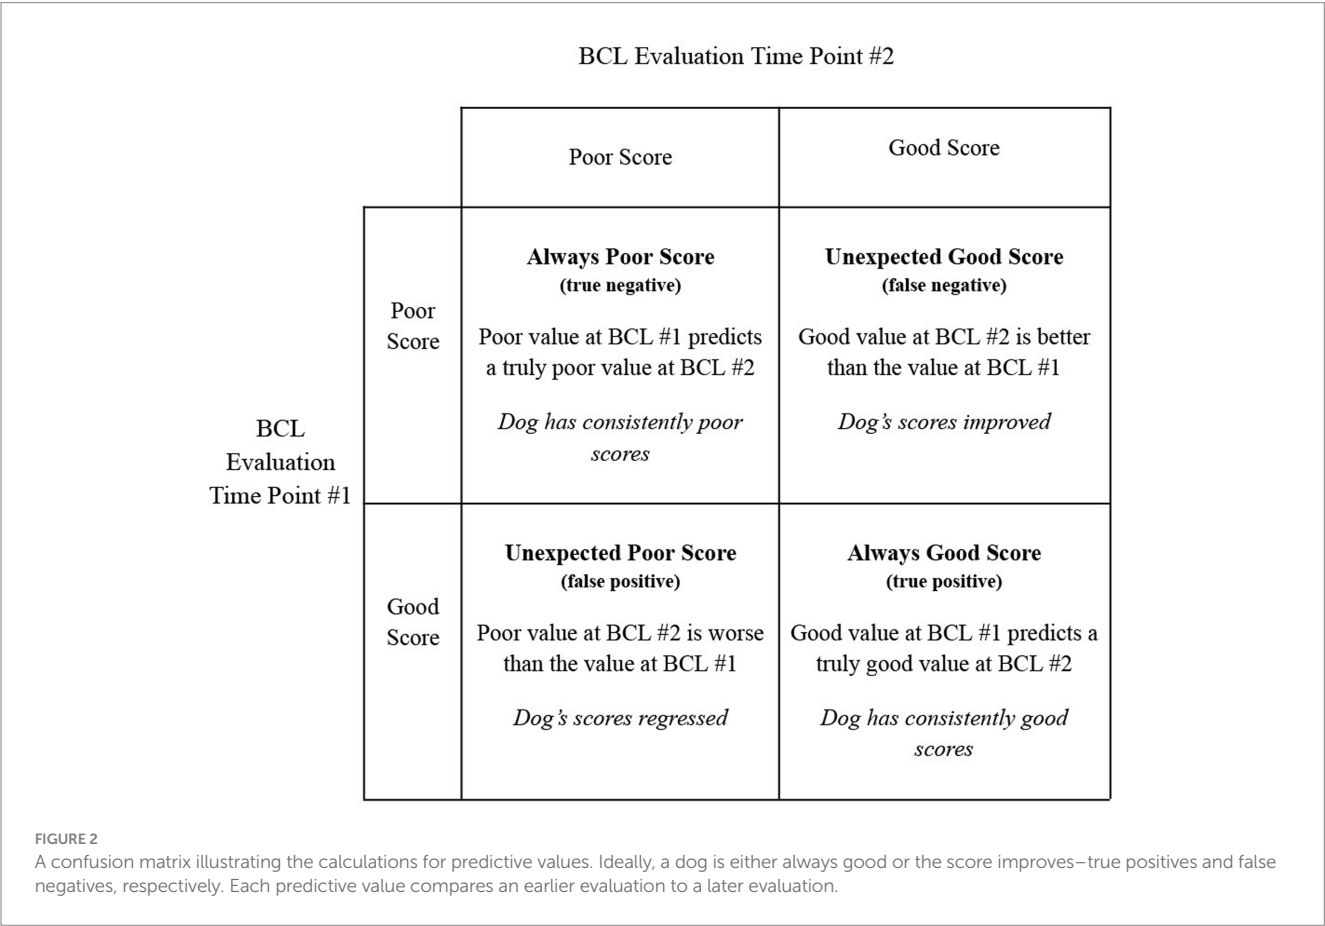 BCL Evaluation Time Point #2
Poor Score
Good Score
Poor
Score
Always Poor Score
(true negative)
Poor value at BCL #1 predicts
a truly poor value at BCL #2
Dog has consistently poor
scores
Unexpected Good Score
(false negative)
Good value at BCL #2 is better
than the value at BCL #1
Dog’s scores improved
BCL
Evaluation
Time Point #1
Good
Score
Unexpected Poor Score
(false positive)
Poor value at BCL #2 is worse
than the value at BCL #1
Dog’s scores regressed
Always Good Score
(true positive)
Good value at BCL #1 predicts a
truly good value at BCL #2
Dog has consistently good
scores
FIGURE 2
A confusion matrix illustrating the calculations for predictive values. Ideally, a dog is either always good or the score improves–true positives and false
negatives, respectively. Each predictive value compares an earlier evaluation to a later evaluation.